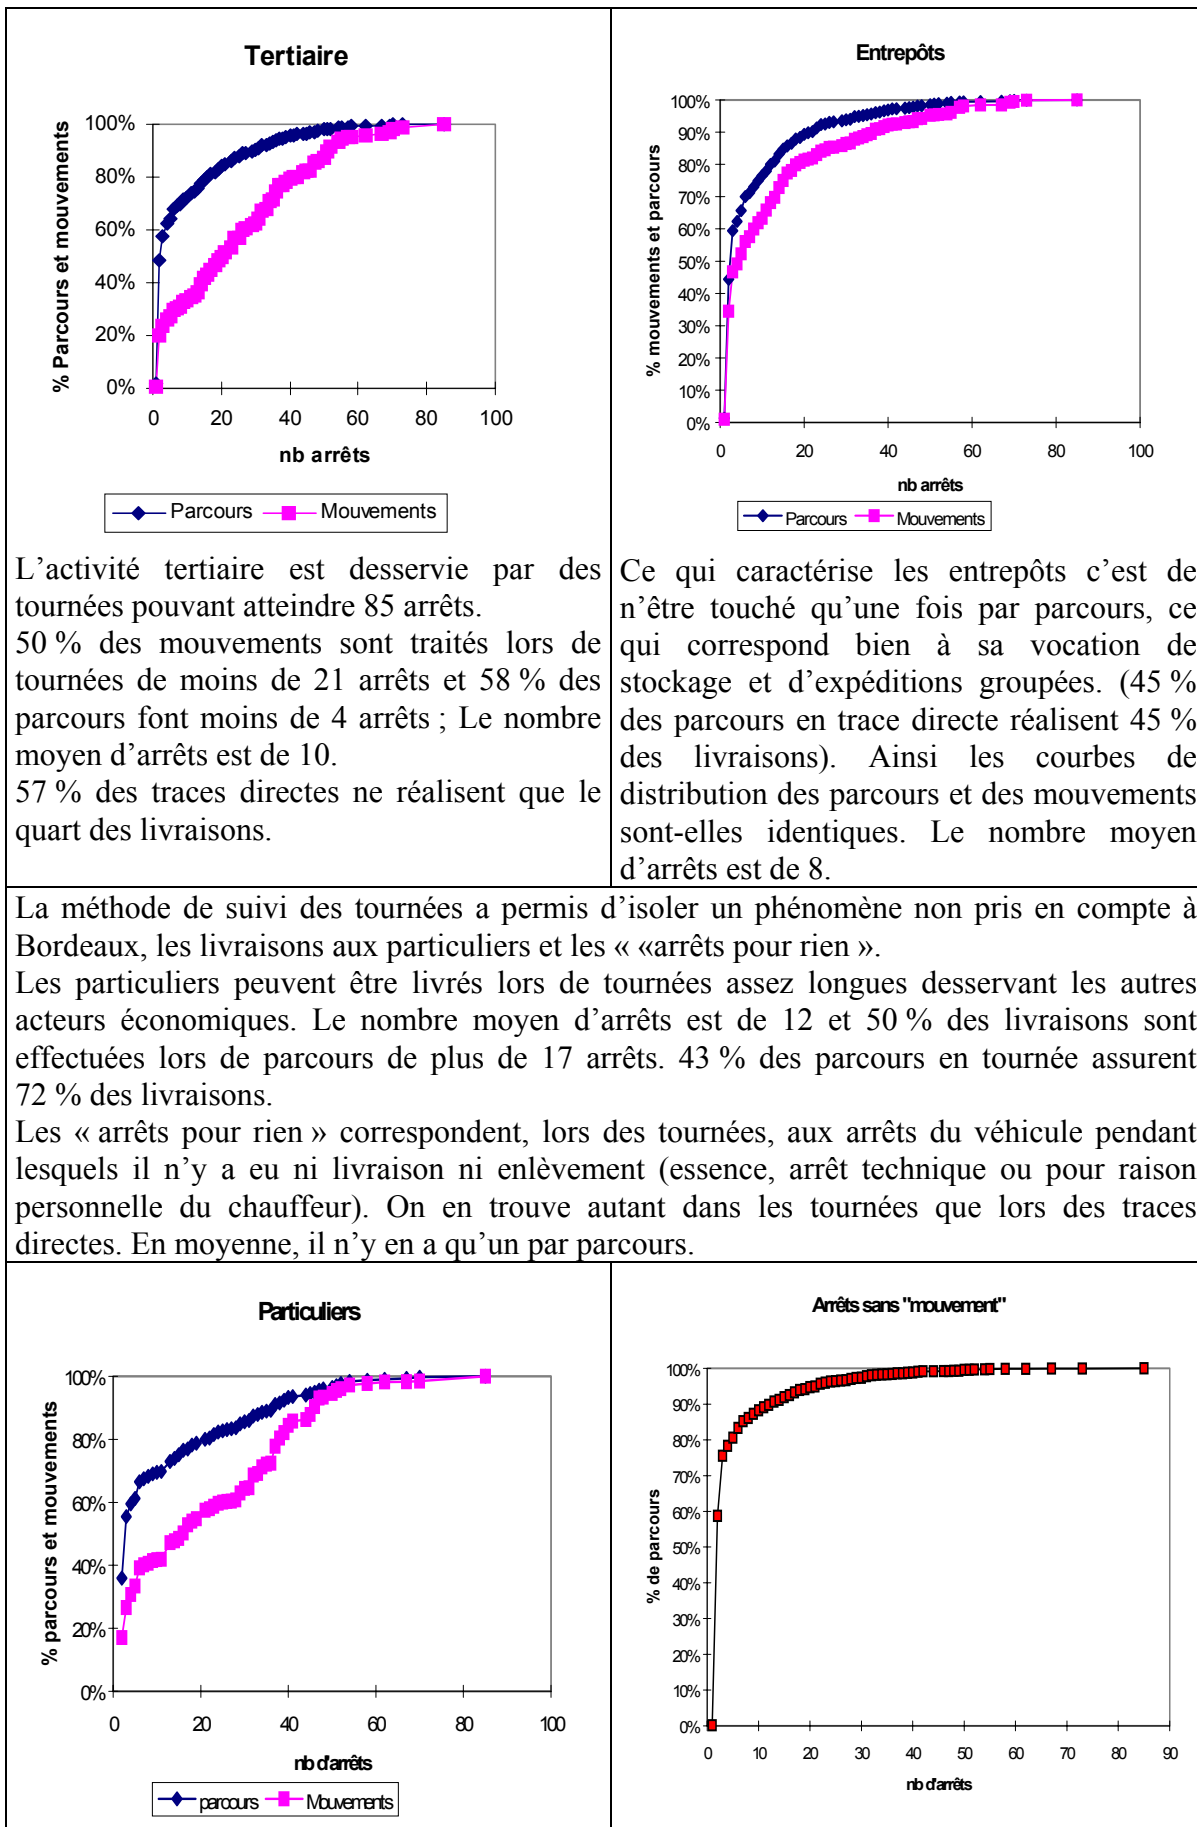 Tertiaire
% Parcours et mouvements
100%
80%
60%
40%
20%
0%
0 20 40 60 80 100
nb arrêts
Parcours Mouvements
L’activité tertiaire est desservie par des
tournées pouvant atteindre 85 arrêts.
50 % des mouvements sont traités lors de
tournées de moins de 21 arrêts et 58 % des
parcours font moins de 4 arrêts ; Le nombre
moyen d’arrêts est de 10.
57 % des traces directes ne réalisent que le
quart des livraisons.
Entrepôts
% mouvements et parcours
100%
90%
80%
70%
60%
50%
40%
30%
20%
10%
0%
0 20 40 60 80 100
nb arrêts
Parcours Mouvements
Ce qui caractérise les entrepôts c’est de
n’être touché qu’une fois par parcours, ce
qui correspond bien à sa vocation de
stockage et d’expéditions groupées. (45 %
des parcours en trace directe réalisent 45 %
des livraisons). Ainsi les courbes de
distribution des parcours et des mouvements
sont-elles identiques. Le nombre moyen
d’arrêts est de 8.
La méthode de suivi des tournées a permis d’isoler un phénomène non pris en compte à
Bordeaux, les livraisons aux particuliers et les « «arrêts pour rien ».
Les particuliers peuvent être livrés lors de tournées assez longues desservant les autres
acteurs économiques. Le nombre moyen d’arrêts est de 12 et 50 % des livraisons sont
effectuées lors de parcours de plus de 17 arrêts. 43 % des parcours en tournée assurent
72 % des livraisons.
Les « arrêts pour rien » correspondent, lors des tournées, aux arrêts du véhicule pendant
lesquels il n’y a eu ni livraison ni enlèvement (essence, arrêt technique ou pour raison
personnelle du chauffeur). On en trouve autant dans les tournées que lors des traces
directes. En moyenne, il n’y en a qu’un par parcours.
Particuliers
% parcours et mouvements
100%
80%
60%
40%
20%
0%
0 20 40 60 80 100
nb d'arrêts
parcours Mouvements
Arrêts sans "mouvement"
% de parcours
100%
90%
80%
70%
60%
50%
40%
30%
20%
10%
0%
0 10 20 30 40 50 60 70 80 90
nb d'arrêts